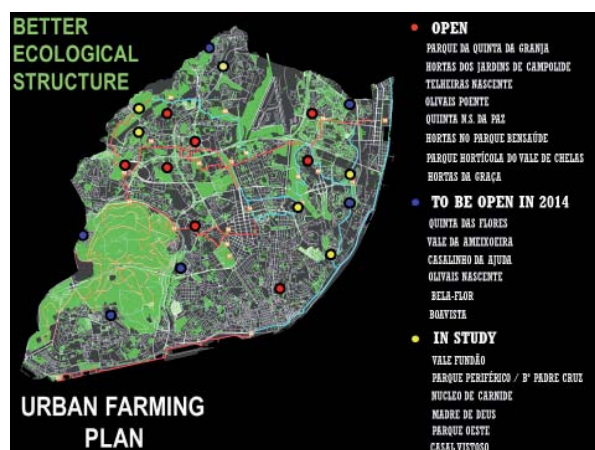 BETTER
ECOLOGICAL
STRUCTURE
URBAN FARMING
PLAN
OPEN
PARQUE DA QUINTA DA GRANJA
HORTAS DOS JARDINS DE CAMPOLIDE
TELHEIRAS NASCENTE
OLIVAIS POENTE
QUIINTA N.S. DA PAZ
HORTAS NO PARQUE BENSAÚDE
PARQUE HORTÍCOLA DO VALE DE CHELAS
HORTAS DA GRAÇA
TO BE OPEN IN 2014
QUINTA DAS FLORES
VALE DA AMEIXOEIRA
CASALINHO DA AJUDA
OLIVAIS NASCENTE
BELA-FLOR
BOAVISTA
IN STUDY
VALE FUNDÃO
PARQUE PERIFÉRICO / Bº PADRE CRUZ
NUCLEO DE CARNIDE
MADRE DE DEUS
PARQUE OESTE
CASAL VISTOSO